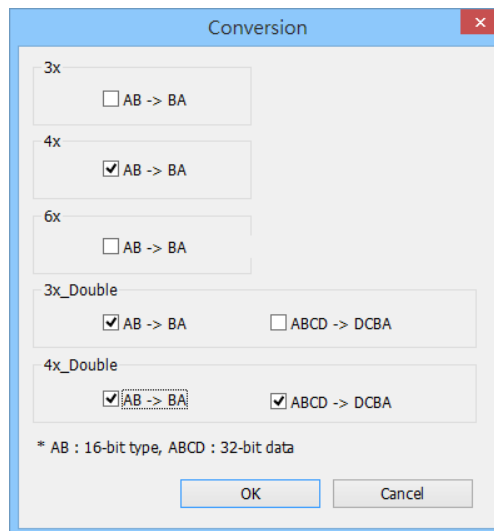 Conversion
3x
AB -> BA
4x
AB -> BA
6x
AB -> BA
3x_Double
AB -> BA ABCD -> DCBA
4x_Double
AB -> BA ABCD -> DCBA
* AB : 16-bit type, ABCD : 32-bit data
OK Cancel